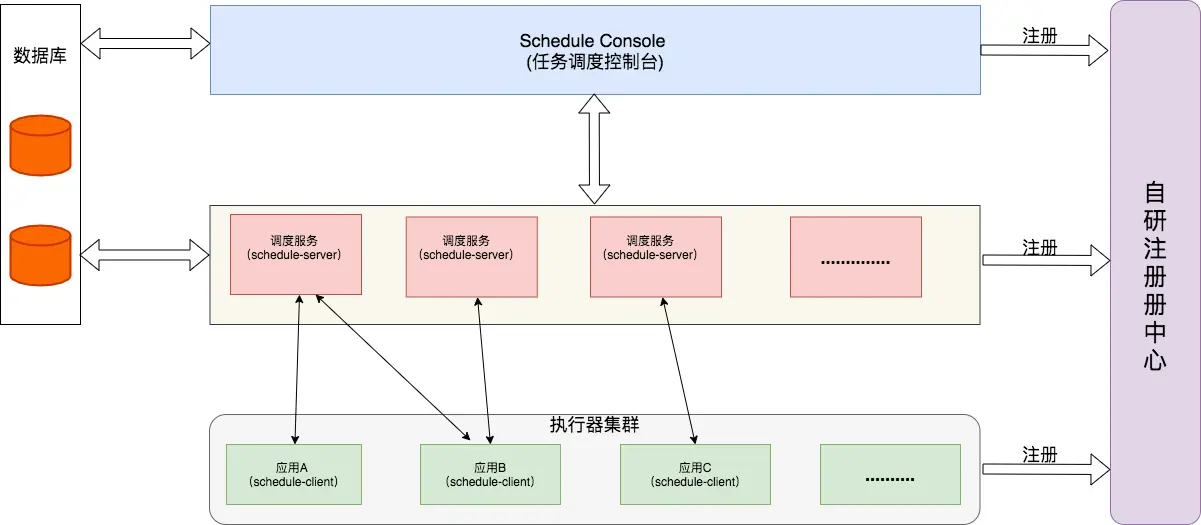 数据库
Schedule Console
(任务调度控制台)
注册
调度服务
(schedule-server)
调度服务
(schedule-server)
调度服务
(schedule-server)
..............
注册
自
研
注
册
册
中
心
执行器集群
应用A
(schedule-client)
应用B
(schedule-client)
应用C
(schedule-client)
..........
注册